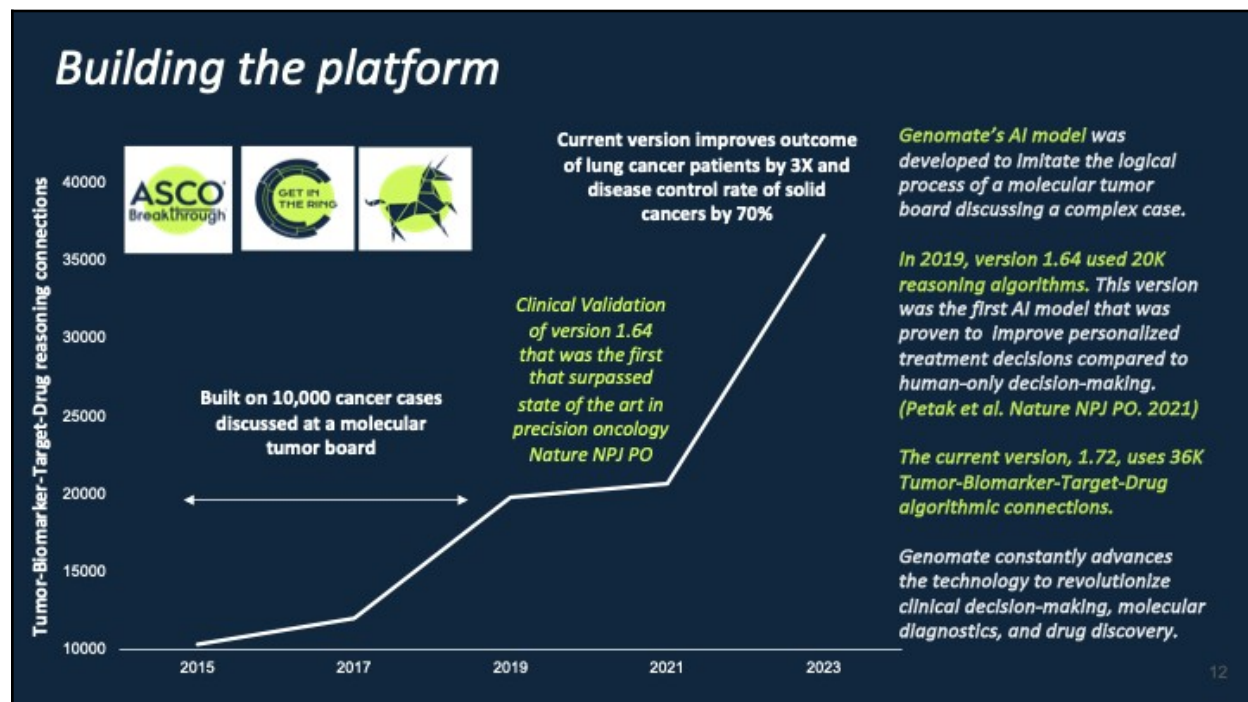 Building the platform
ASCO®
Breakthrough
GET IN
THE RING
Current version improves outcome
of lung cancer patients by 3X and
disease control rate of solid
cancers by 70%
Clinical Validation
of version 1.64
that was the first
that surpassed
state of the art in
precision oncology
Nature NPJ PO
Built on 10,000 cancer cases
discussed at a molecular
tumor board
Tumor-Biomarker-Target-Drug reasoning connections
40000
35000
30000
25000
20000
15000
10000
2015
2017
2019
2021
2023
Genomate's AI model was
developed to imitate the logical
process of a molecular tumor
board discussing a complex case.
In 2019, version 1.64 used 20K
reasoning algorithms. This version
was the first AI model that was
proven to improve personalized
treatment decisions compared to
human-only decision-making.
(Petak et al. Nature NPJ PO. 2021)
The current version, 1.72, uses 36K
Tumor-Biomarker-Target-Drug
algorithmic connections.
Genomate constantly advances
the technology to revolutionize
clinical decision-making, molecular
diagnostics, and drug discovery.
12